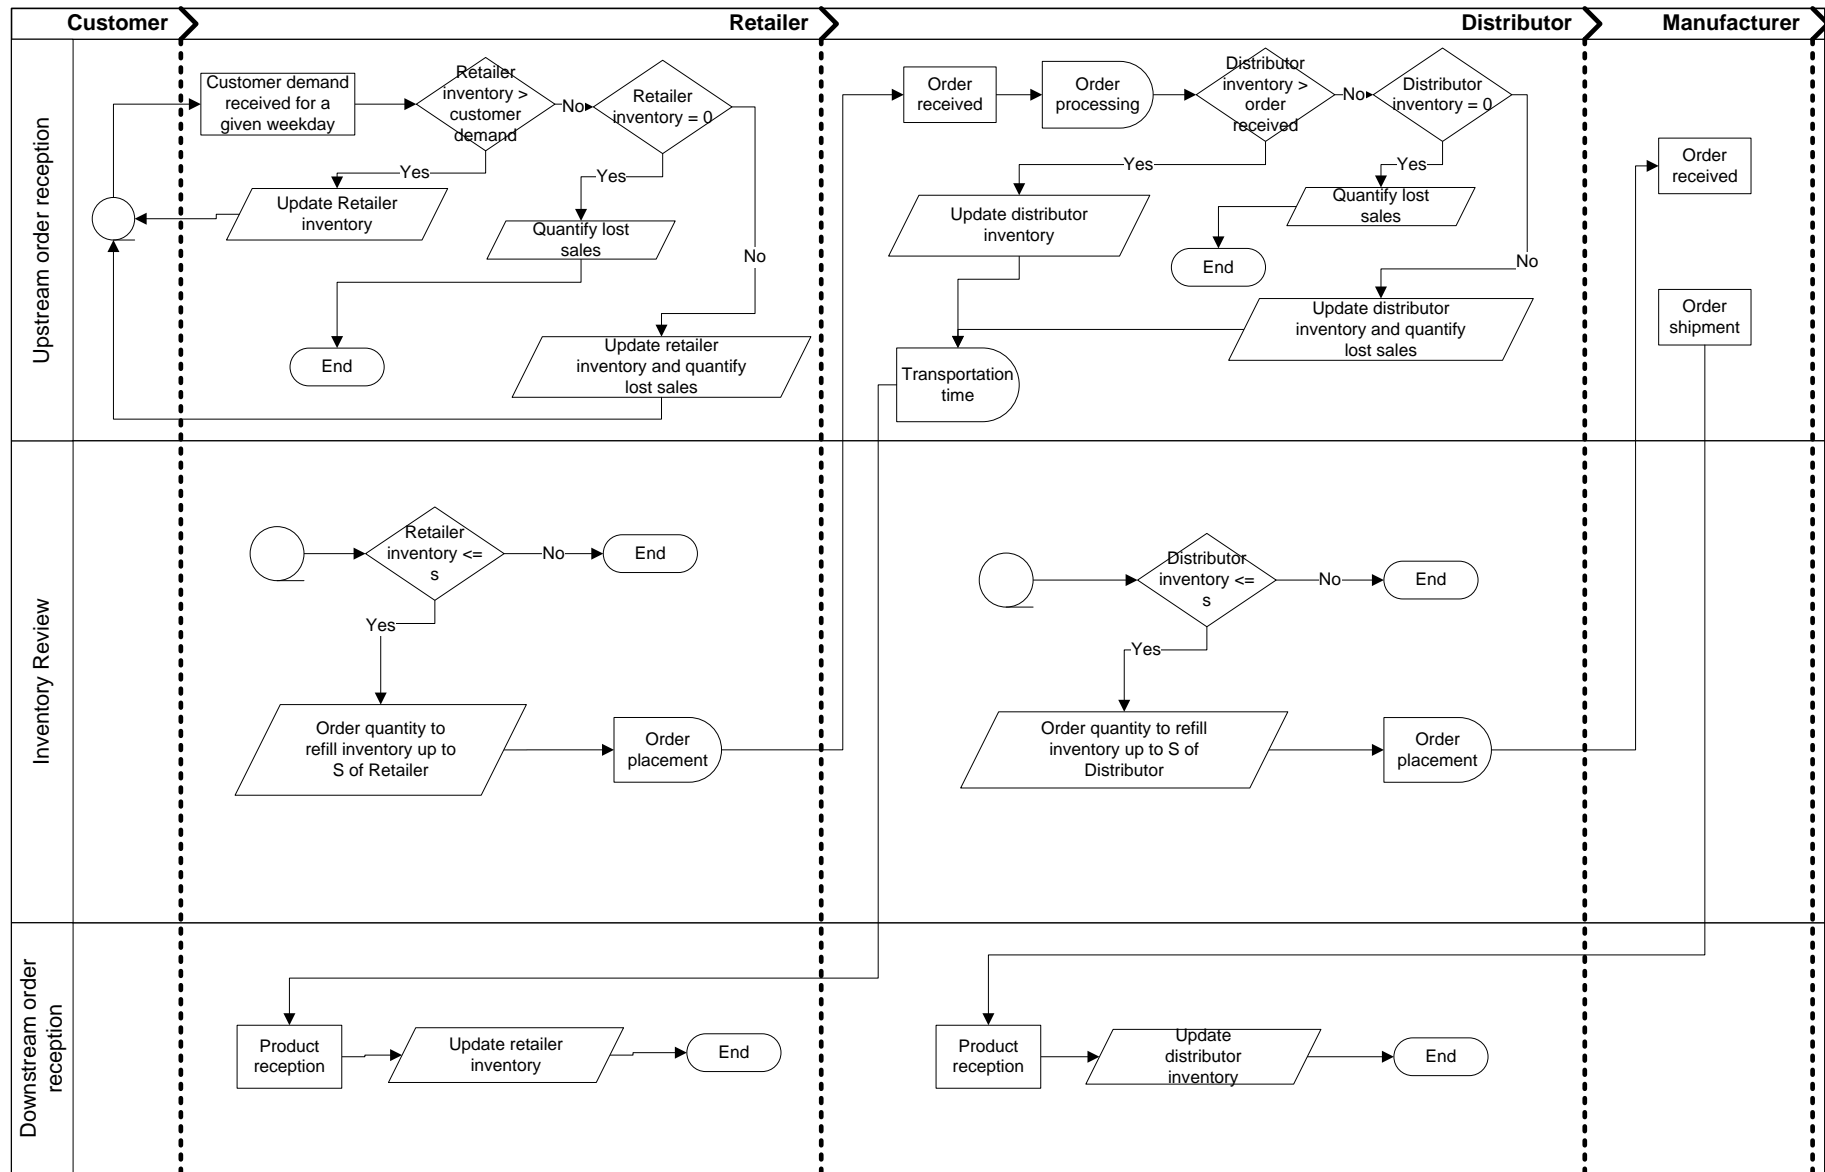 Customer
Retailer
Distributor
Manufacturer
Upstream order reception
Customer demand
received for a
given weekday
Retailer
inventory >
customer
demand
No
Retailer
inventory = 0
Yes
Update Retailer
inventory
Yes
Quantify lost
sales
No
End
Update retailer
inventory and quantify
lost sales
Order
received
Order
processing
Distributor
inventory >
order
received
No
Distributor
inventory = 0
Yes
Update distributor
inventory
Yes
Quantify lost
sales
End
No
Update distributor
inventory and quantify
lost sales
Transportation
time
Order
received
Order
shipment
Inventory Review
Retailer
inventory <=
s
No
End
Yes
Order quantity to
refill inventory up to
S of Retailer
Order
placement
Distributor
inventory <=
s
No
End
Yes
Order quantity to refill
inventory up to S of
Distributor
Order
placement
Downstream order
reception
Product
reception
Update retailer
inventory
End
Product
reception
Update
distributor
inventory
End